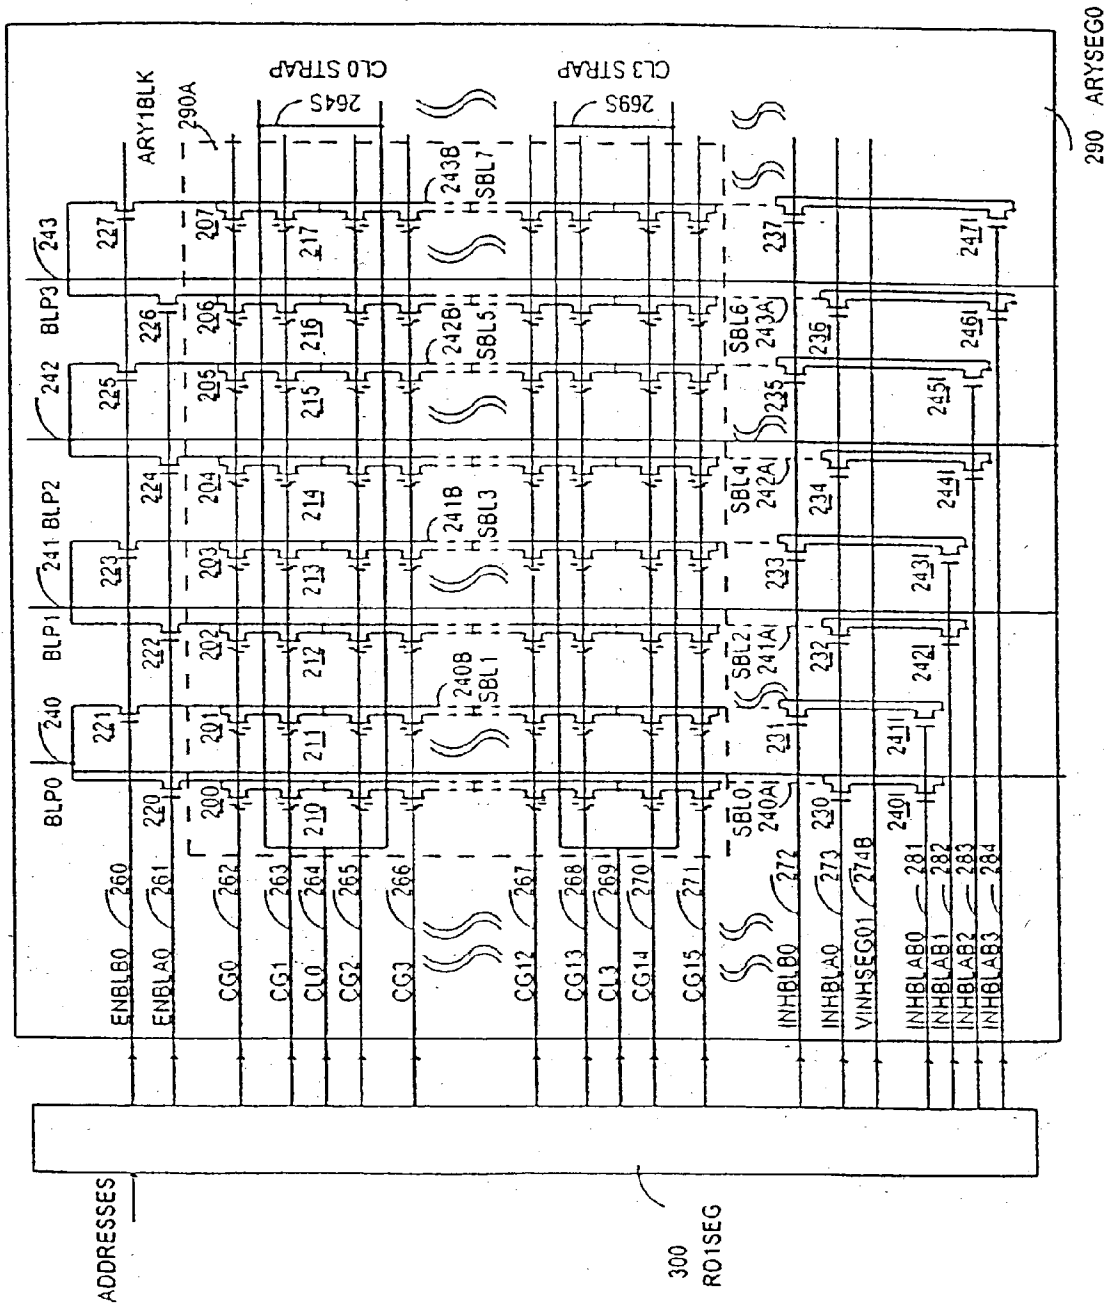 ADDRESSES
300
RD1SEG
290 ARYSEG0
BLP0
240
BLP1
241
BLP2
242
BLP3
243
ARY1BLK
290A
CL0 STRAP
264S
CL3 STRAP
269S
ENBLB0
260
ENBLA0
261
CG0
262
CG1
263
CL0
264
CG2
265
CG3
266
CG12
267
CG13
268
CL3
269
CG14
270
CG15
271
INHBLB0
272
INHBLA0
273
VINHSEG01
274B
INHBLAB0
281
INHBLAB1
282
INHBLAB2
283
INHBLAB3
284
220
221
222
223
224
225
226
227
200
201
202
203
204
205
206
207
210
211
212
213
214
215
216
217
240B
SBL1
241B
SBL3
242B
SBL5
243B
SBL7
SBL0
240A
SBL2
241A
SBL4
242A
SBL6
243A
230
231
232
233
234
235
236
237
240I
241I
242I
243I
244I
245I
246I
247I